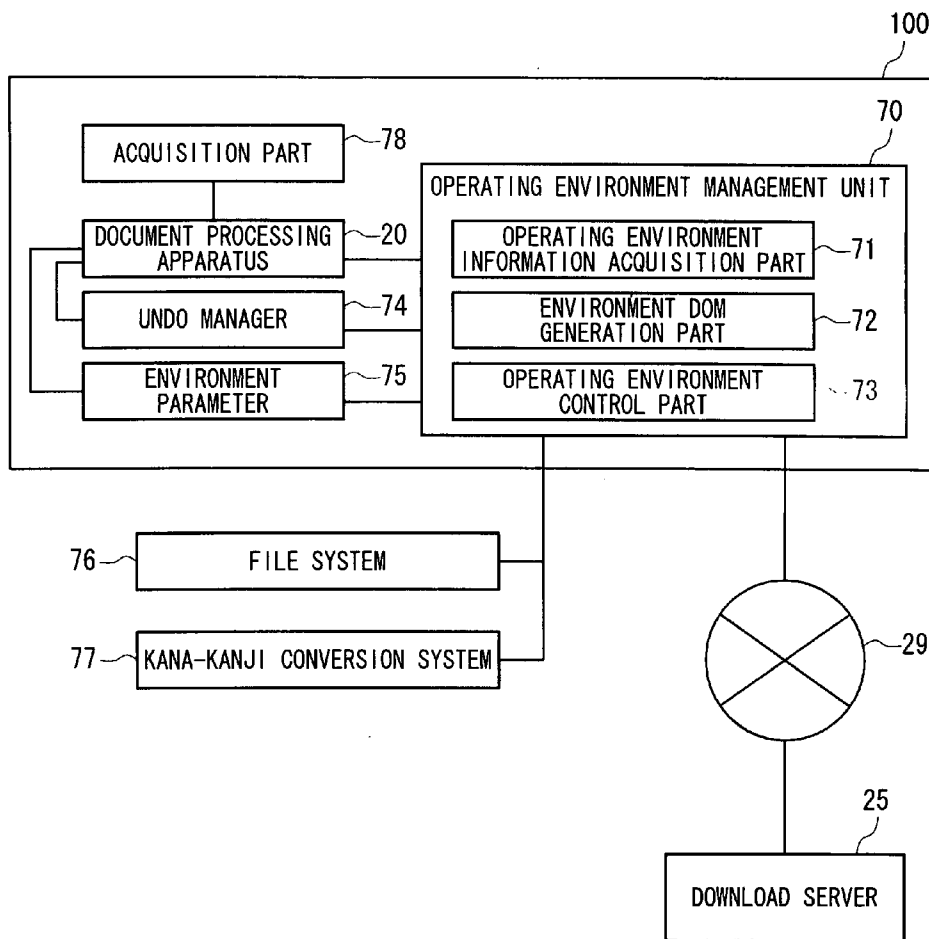 100
ACQUISITION PART
78
70
OPERATING ENVIRONMENT MANAGEMENT UNIT
DOCUMENT PROCESSING
APPARATUS
20
OPERATING ENVIRONMENT
INFORMATION ACQUISITION PART
71
UNDO MANAGER
74
ENVIRONMENT DOM
GENERATION PART
72
ENVIRONMENT
PARAMETER
75
OPERATING ENVIRONMENT
CONTROL PART
73
76
FILE SYSTEM
77
KANA-KANJI CONVERSION SYSTEM
29
25
DOWNLOAD SERVER